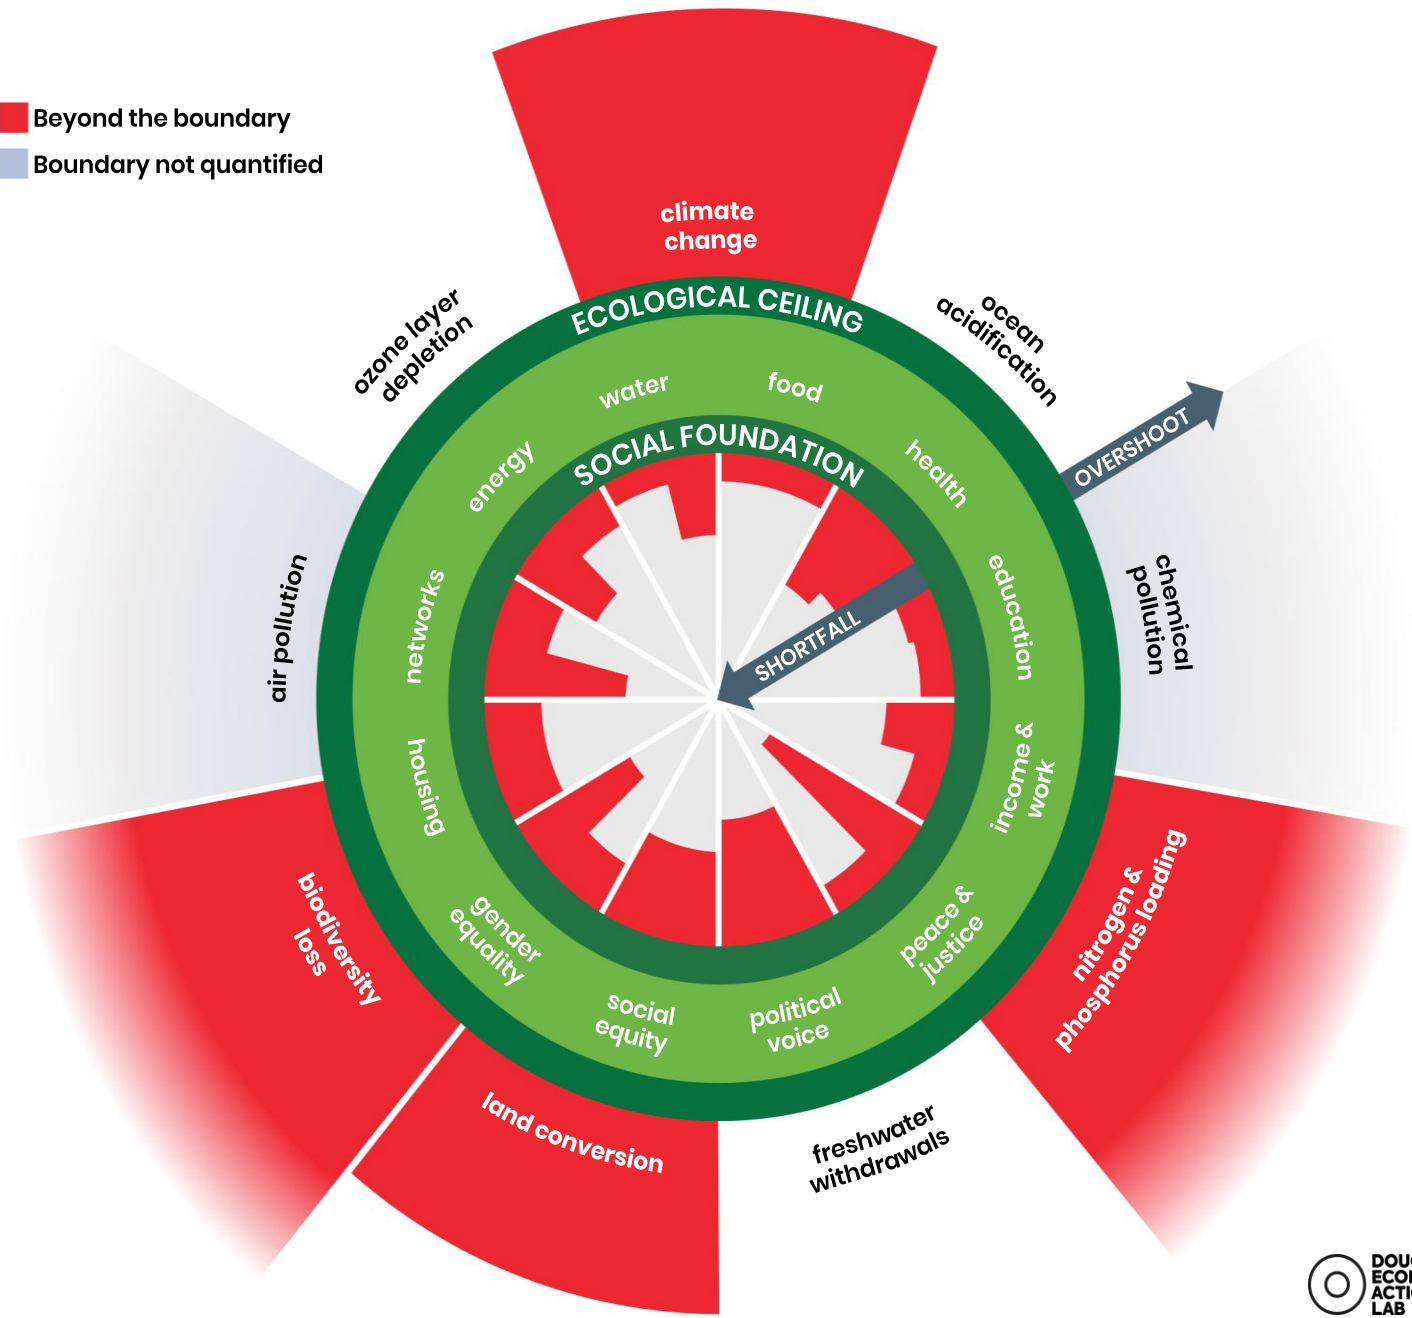 Beyond the boundary
Boundary not quantified
climate
change
ozone layer
depletion
ocean
acidification
ECOLOGICAL CEILING
water
food
SOCIAL FOUNDATION
energy
health
OVERSHOOT
networks
education
air pollution
chemical
pollution
SHORTFALL
housing
income &
work
biodiversity
loss
nitrogen &
phosphorus loading
gender
equality
peace &
justice
social
equity
political
voice
land conversion
freshwater
withdrawals
LAB